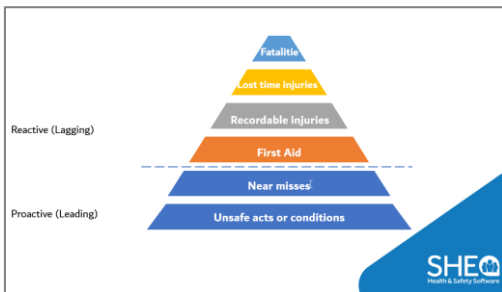 Fatalitie
Lost time injuries
Recordable injuries
Reactive (Lagging)
First Aid
Near misses
Proactive (Leading)
Unsafe acts or conditions
SHE
Health & Safety Software